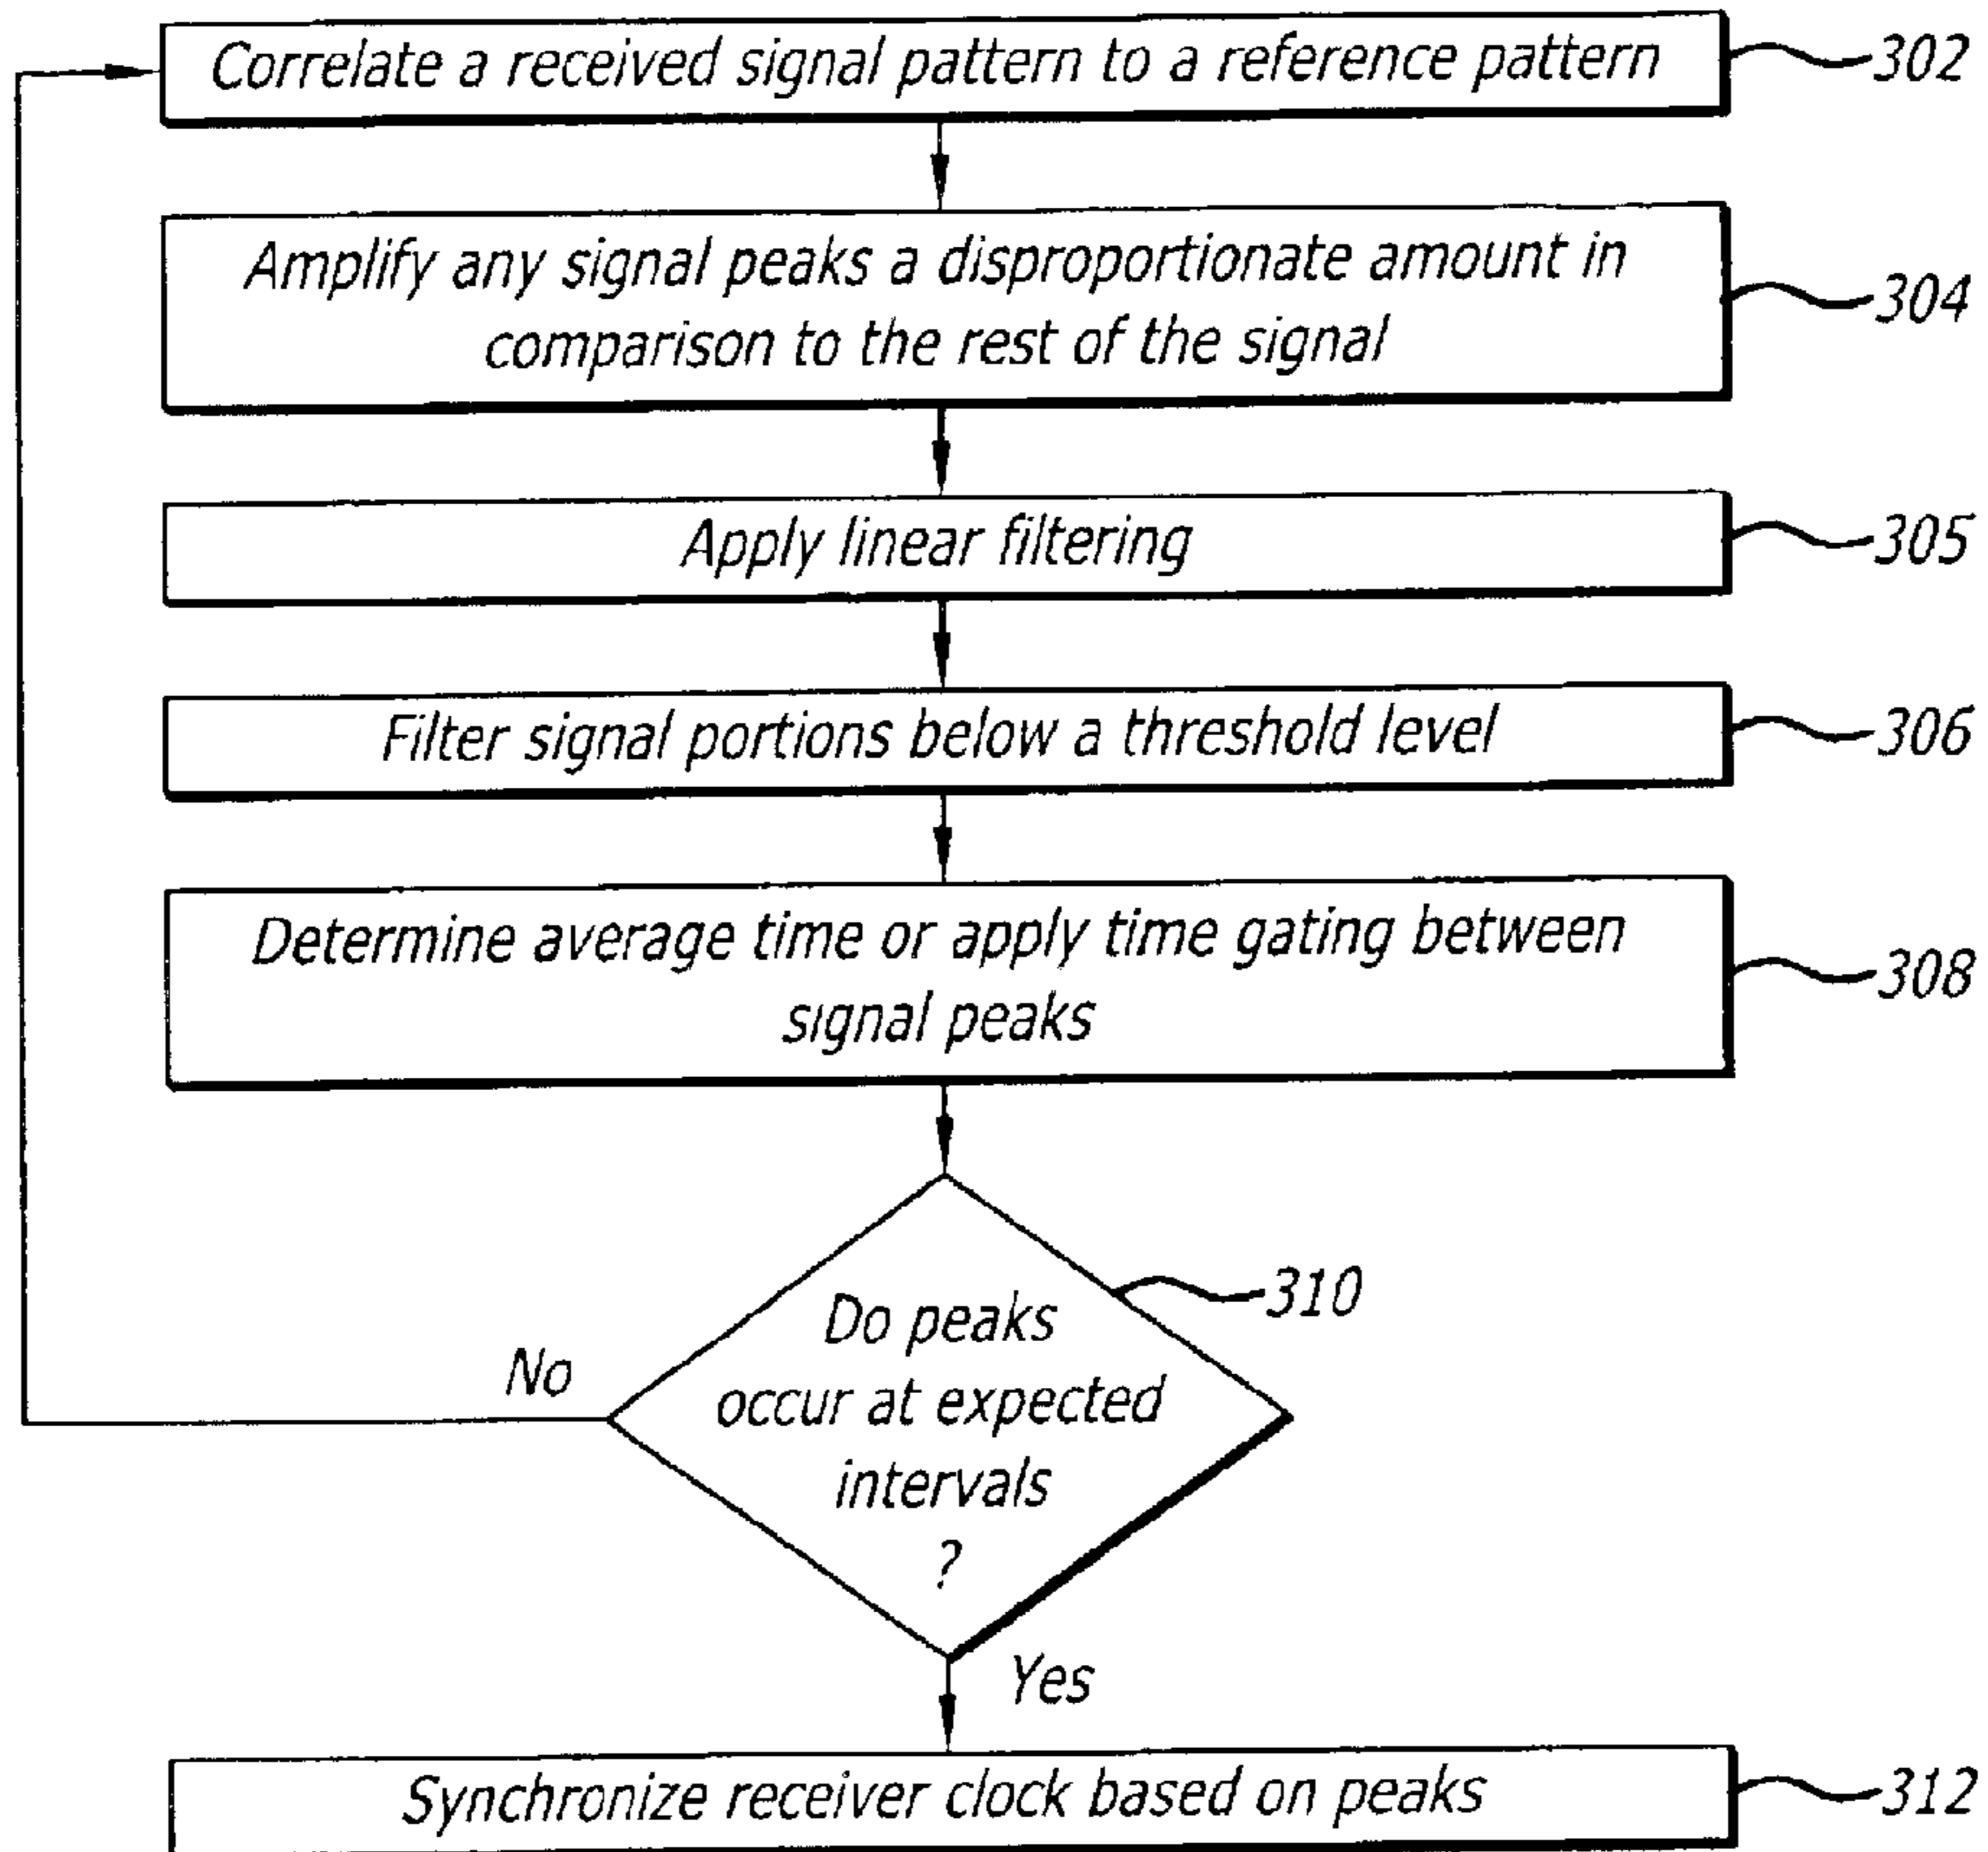 Correlate a received signal pattern to a reference pattern
302
Amplify any signal peaks a disproportionate amount in
comparison to the rest of the signal
304
Apply linear filtering
305
Filter signal portions below a threshold level
306
Determine average time or apply time gating between
signal peaks
308
Do peaks
occur at expected
intervals
?
310
No
Yes
Synchronize receiver clock based on peaks
312